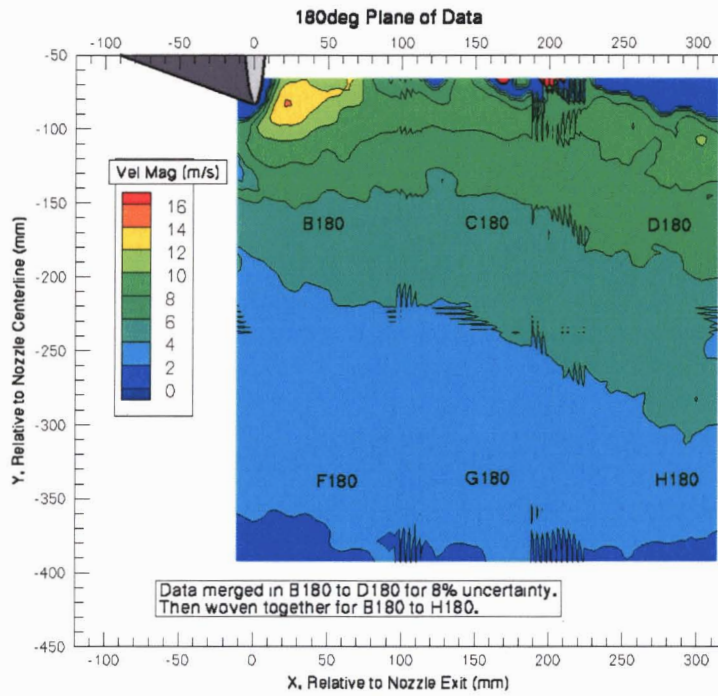 180deg Plane of Data
-100 -50 0 50 100 150 200 250 300
-50
-100
-150
-200
-250
-300
-350
-400
-450
Y, Relative to Nozzle Centerline (mm)
Vel Mag (m/s)
16
14
12
10
8
6
4
2
0
B180 C180 D180
F180 G180 H180
Data merged in B180 to D180 for 8% uncertainty.
Then woven together for B180 to H180.
-100 -50 0 50 100 150 200 250 300
X, Relative to Nozzle Exit (mm)